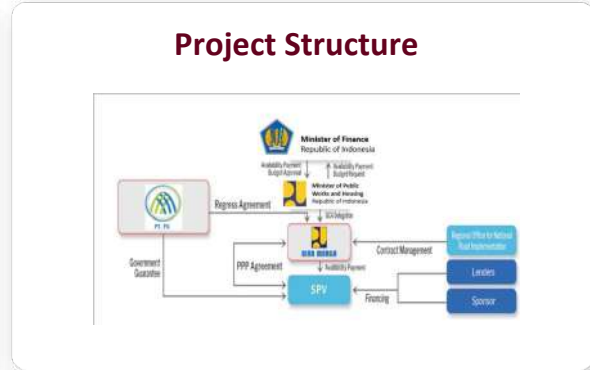 Project Structure
Minister of Finance
Republic of Indonesia
Availability Payment
Budget Approval
Availability Payment
Budget Request
Minister of Public
Works and Housing
Republic of Indonesia
Regress Agreement
GCA Delegation
PT. PII
BINA MARGA
Regional Office for National
Road Implementation
Contract Management
Government
Guarantee
PPP Agreement
Availability Payment
SPV
Lenders
Financing
Sponsor